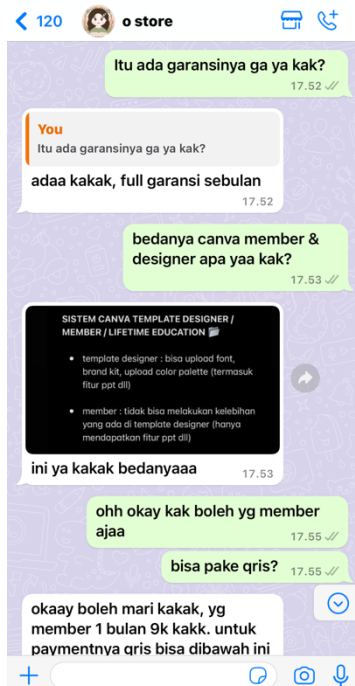 120
o store
Itu ada garansinya ga ya kak?
17.52
You
Itu ada garansinya ga ya kak?
adaa kakak, full garansi sebulan
17.52
bedanya canva member &
designer apa yaa kak?
17.53
SISTEM CANVA TEMPLATE DESIGNER /
MEMBER / LIFETIME EDUCATION 📂
• template designer : bisa upload font,
brand kit, upload color palette (termasuk
fitur ppt dll)
• member : tidak bisa melakukan kelebihan
yang ada di template designer (hanya
mendapatkan fitur ppt dll)
ini ya kakak bedanyaaa
17.53
ohh okay kak boleh yg member
ajaa
17.55
bisa pake qris?
17.55
okaay boleh mari kakak, yg
member 1 bulan 9k kakk. untuk
paymentnya qris bisa dibawah ini